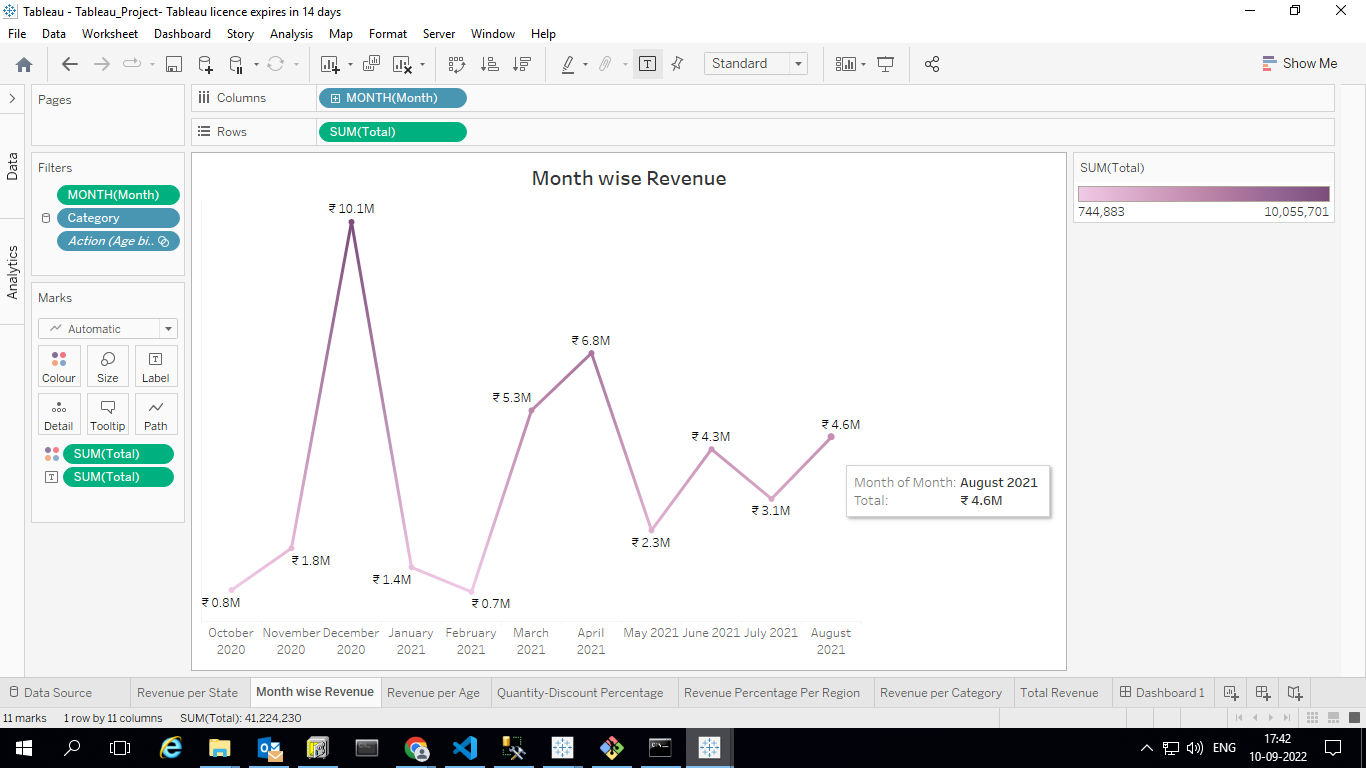 Tableau - Tableau_Project- Tableau licence expires in 14 days
File Data Worksheet Dashboard Story Analysis Map Format Server Window Help
Standard
Show Me
Pages
Columns
MONTH(Month)
Rows
SUM(Total)
Data
Analytics
Filters
MONTH(Month)
Category
Action (Age bi..
Marks
Automatic
Colour Size Label
Detail Tooltip Path
SUM(Total)
SUM(Total)
Month wise Revenue
₹ 10.1M
₹ 6.8M
₹ 5.3M
₹ 4.6M
₹ 4.3M
₹ 3.1M
₹ 2.3M
₹ 1.8M
₹ 1.4M
₹ 0.8M
₹ 0.7M
Month of Month: August 2021
Total: ₹ 4.6M
October 2020
November 2020
December 2020
January 2021
February 2021
March 2021
April 2021
May 2021
June 2021
July 2021
August 2021
SUM(Total)
744,883 10,055,701
Data Source Revenue per State Month wise Revenue Revenue per Age Quantity-Discount Percentage Revenue Percentage Per Region Revenue per Category Total Revenue Dashboard 1
11 marks 1 row by 11 columns SUM(Total): 41,224,230
ENG
17:42
10-09-2022